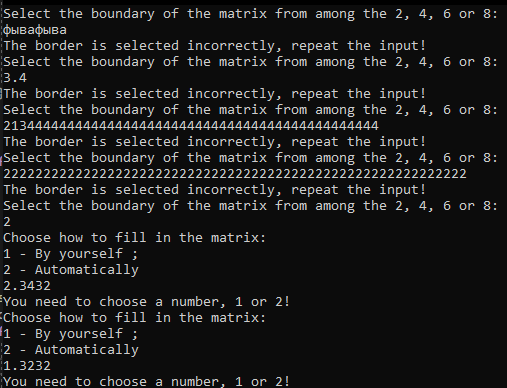 Select the boundary of the matrix from among the 2, 4, 6 or 8:
фывафыва
The border is selected incorrectly, repeat the input!
Select the boundary of the matrix from among the 2, 4, 6 or 8:
3.4
The border is selected incorrectly, repeat the input!
Select the boundary of the matrix from among the 2, 4, 6 or 8:
21344444444444444444444444444444444444444444444
The border is selected incorrectly, repeat the input!
Select the boundary of the matrix from among the 2, 4, 6 or 8:
2222222222222222222222222222222222222222222222222222222222
The border is selected incorrectly, repeat the input!
Select the boundary of the matrix from among the 2, 4, 6 or 8:
2
Choose how to fill in the matrix:
1 - By yourself ;
2 - Automatically
2.3432
You need to choose a number, 1 or 2!
Choose how to fill in the matrix:
1 - By yourself ;
2 - Automatically
1.3232
You need to choose a number, 1 or 2!